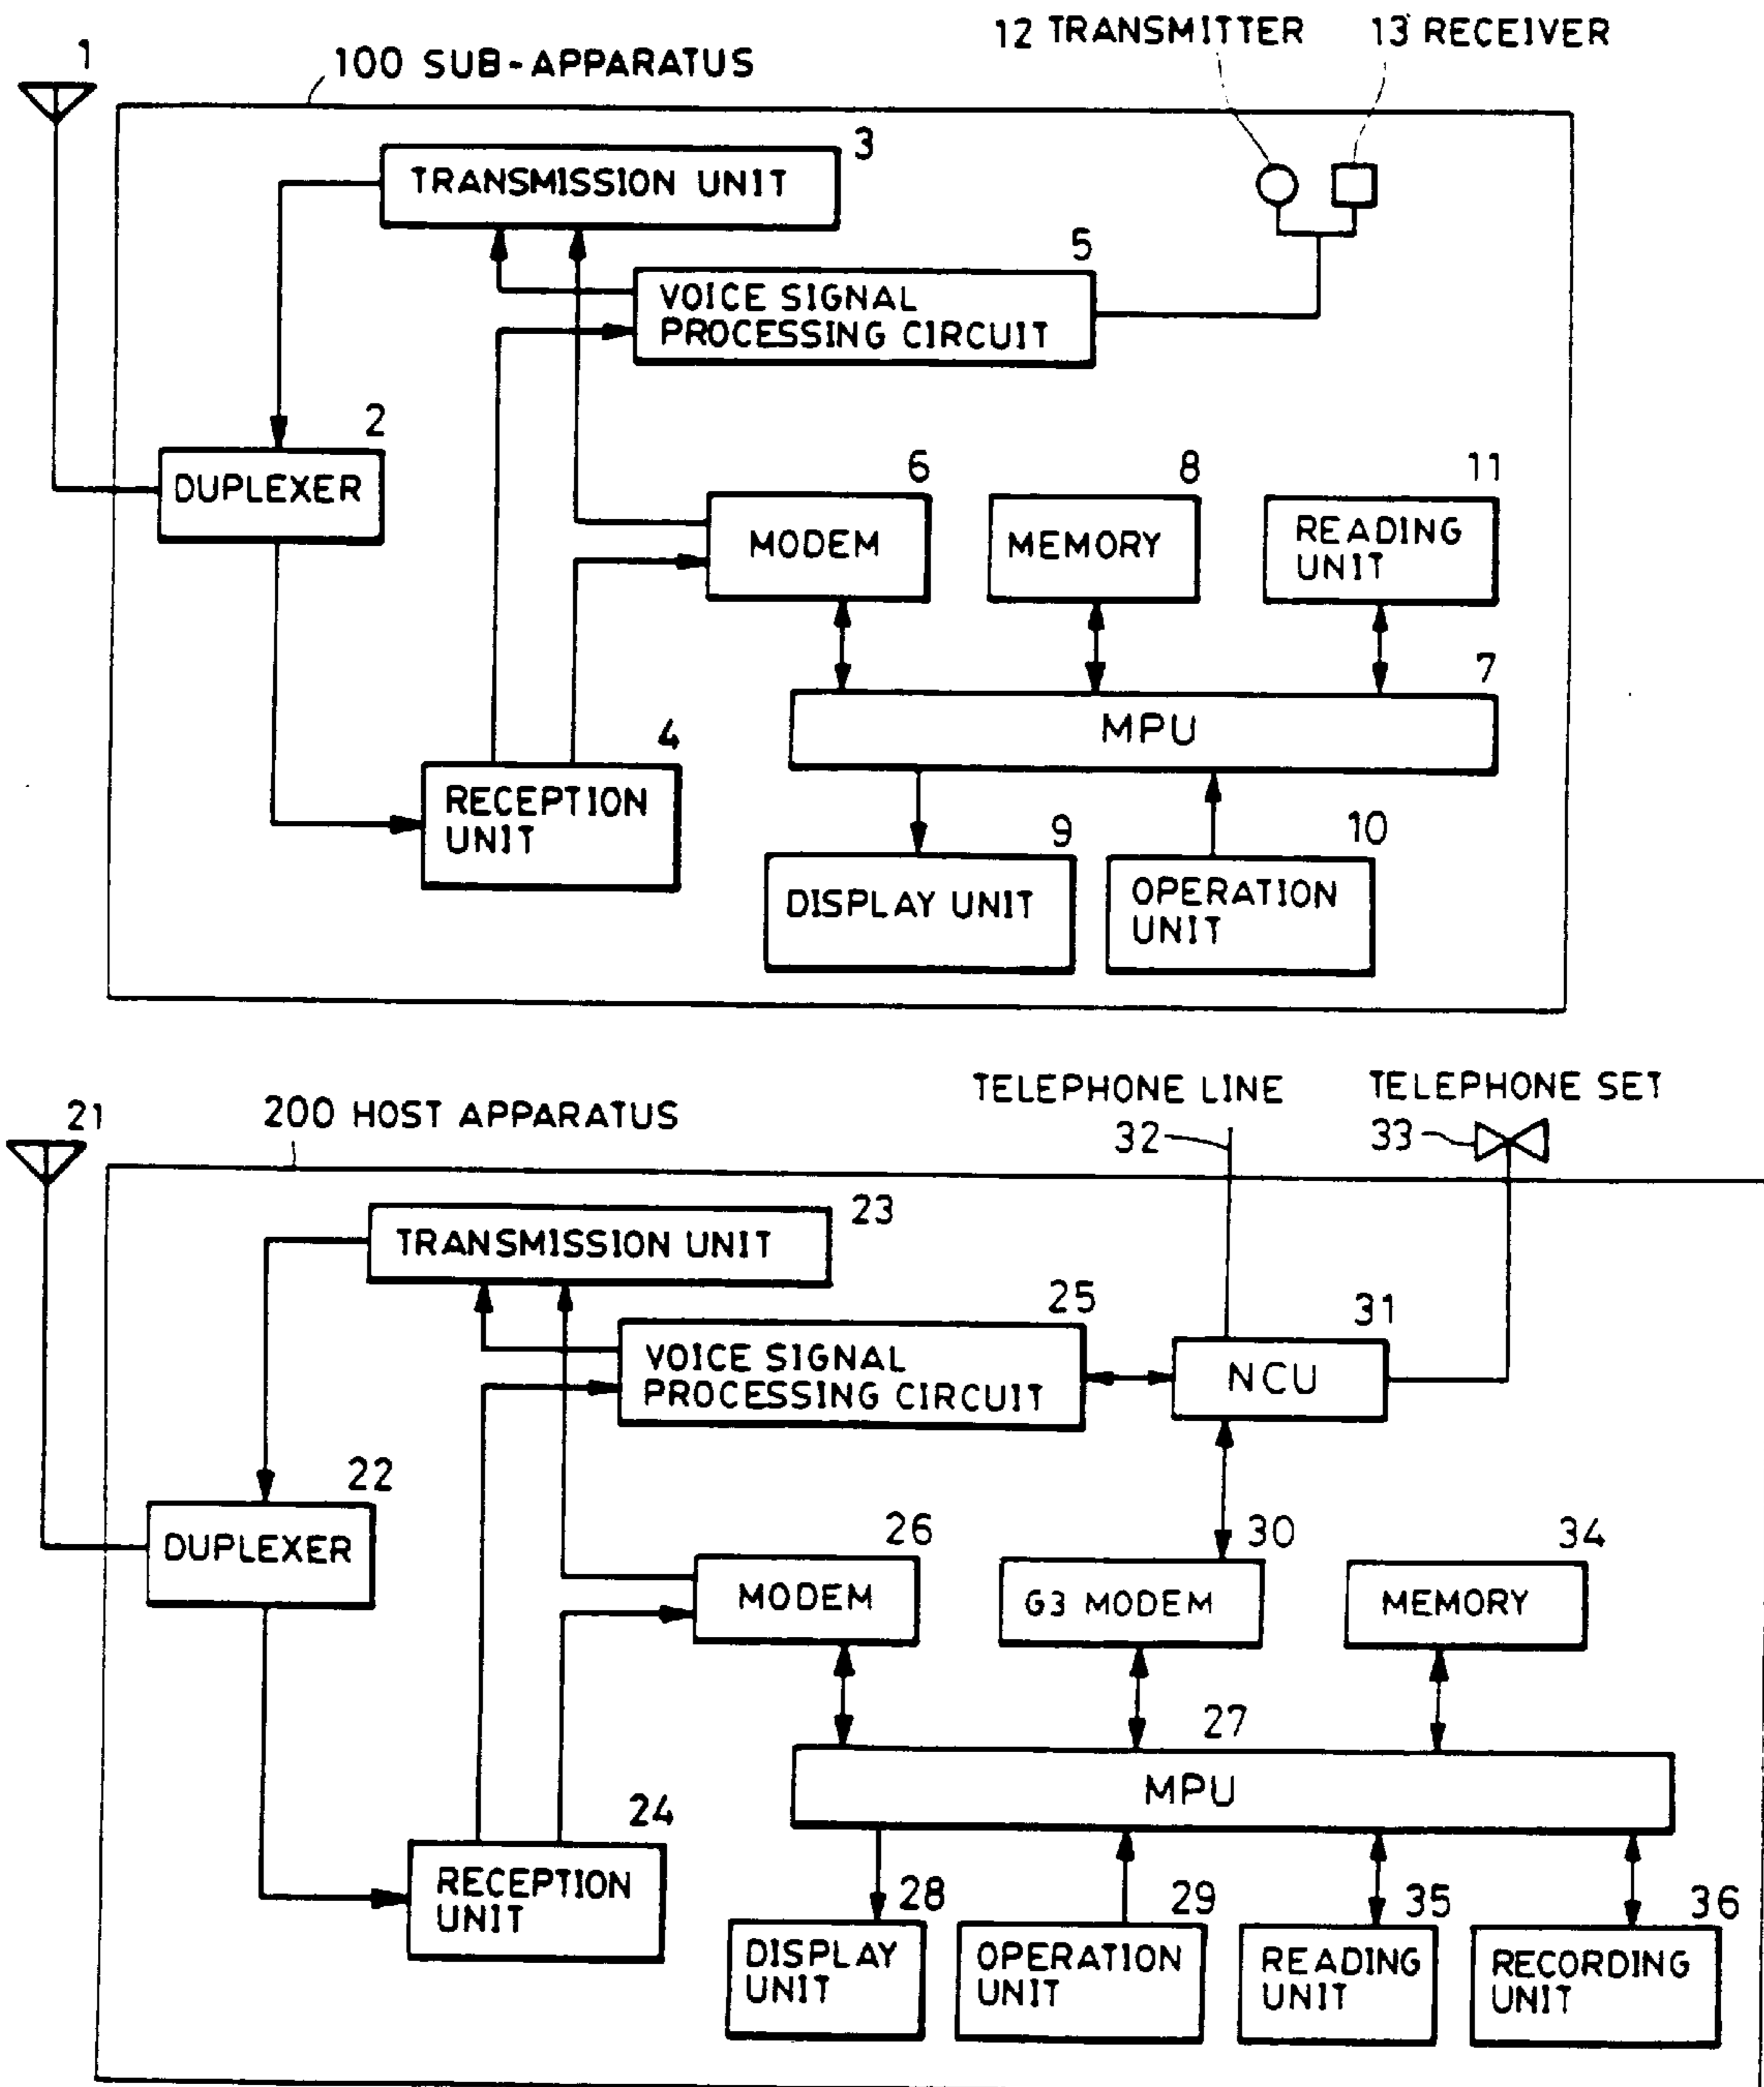 12 TRANSMITTER 13 RECEIVER
1
100 SUB-APPARATUS
3
TRANSMISSION UNIT
5
VOICE SIGNAL
PROCESSING CIRCUIT
2
DUPLEXER
6
MODEM
8
MEMORY
11
READING
UNIT
7
MPU
4
RECEPTION
UNIT
9
DISPLAY UNIT
10
OPERATION
UNIT
TELEPHONE LINE
32
TELEPHONE SET
33
21
200 HOST APPARATUS
23
TRANSMISSION UNIT
25
VOICE SIGNAL
PROCESSING CIRCUIT
31
NCU
22
DUPLEXER
26
MODEM
30
G3 MODEM
34
MEMORY
27
MPU
24
RECEPTION
UNIT
28
DISPLAY
UNIT
29
OPERATION
UNIT
35
READING
UNIT
36
RECORDING
UNIT